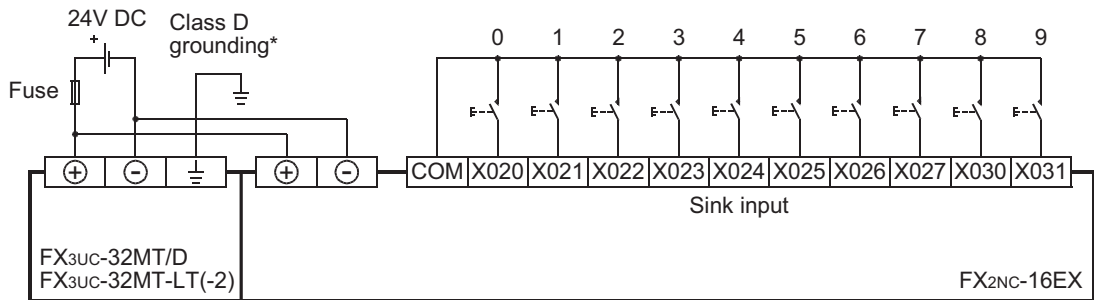 24V DC
+
Class D
grounding*
Fuse
0 1 2 3 4 5 6 7 8 9
+ - + -
COM X020 X021 X022 X023 X024 X025 X026 X027 X030 X031
Sink input
FX3UC-32MT/D
FX3UC-32MT-LT(-2)
FX2NC-16EX